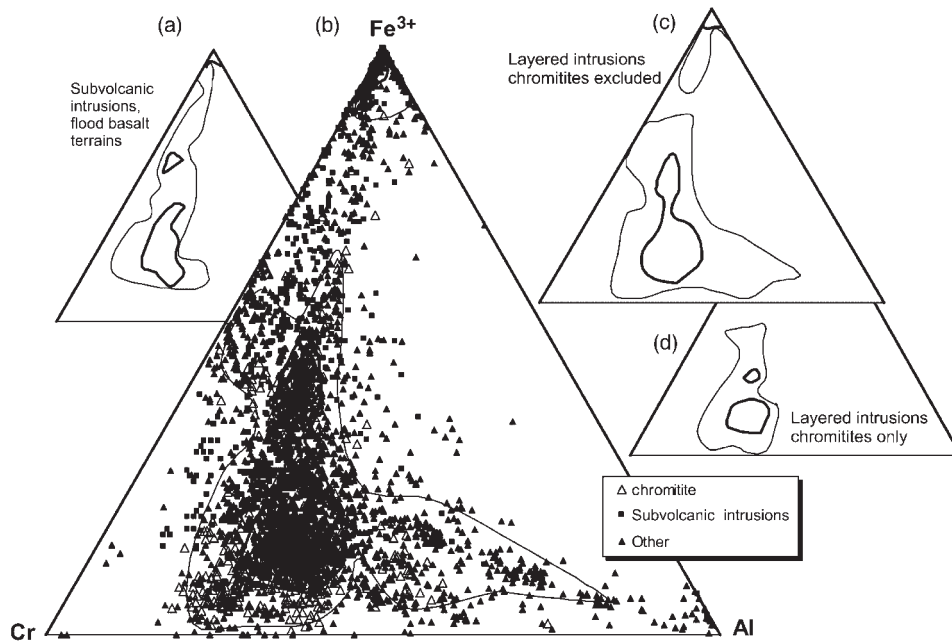 (a)
Subvolcanic
intrusions,
flood basalt
terrains
(b)
Fe³⁺
(c)
Layered intrusions
chromitites excluded
(d)
Layered intrusions
chromitites only
△ chromitite
■ Subvolcanic intrusions
▲ Other
Cr
Al